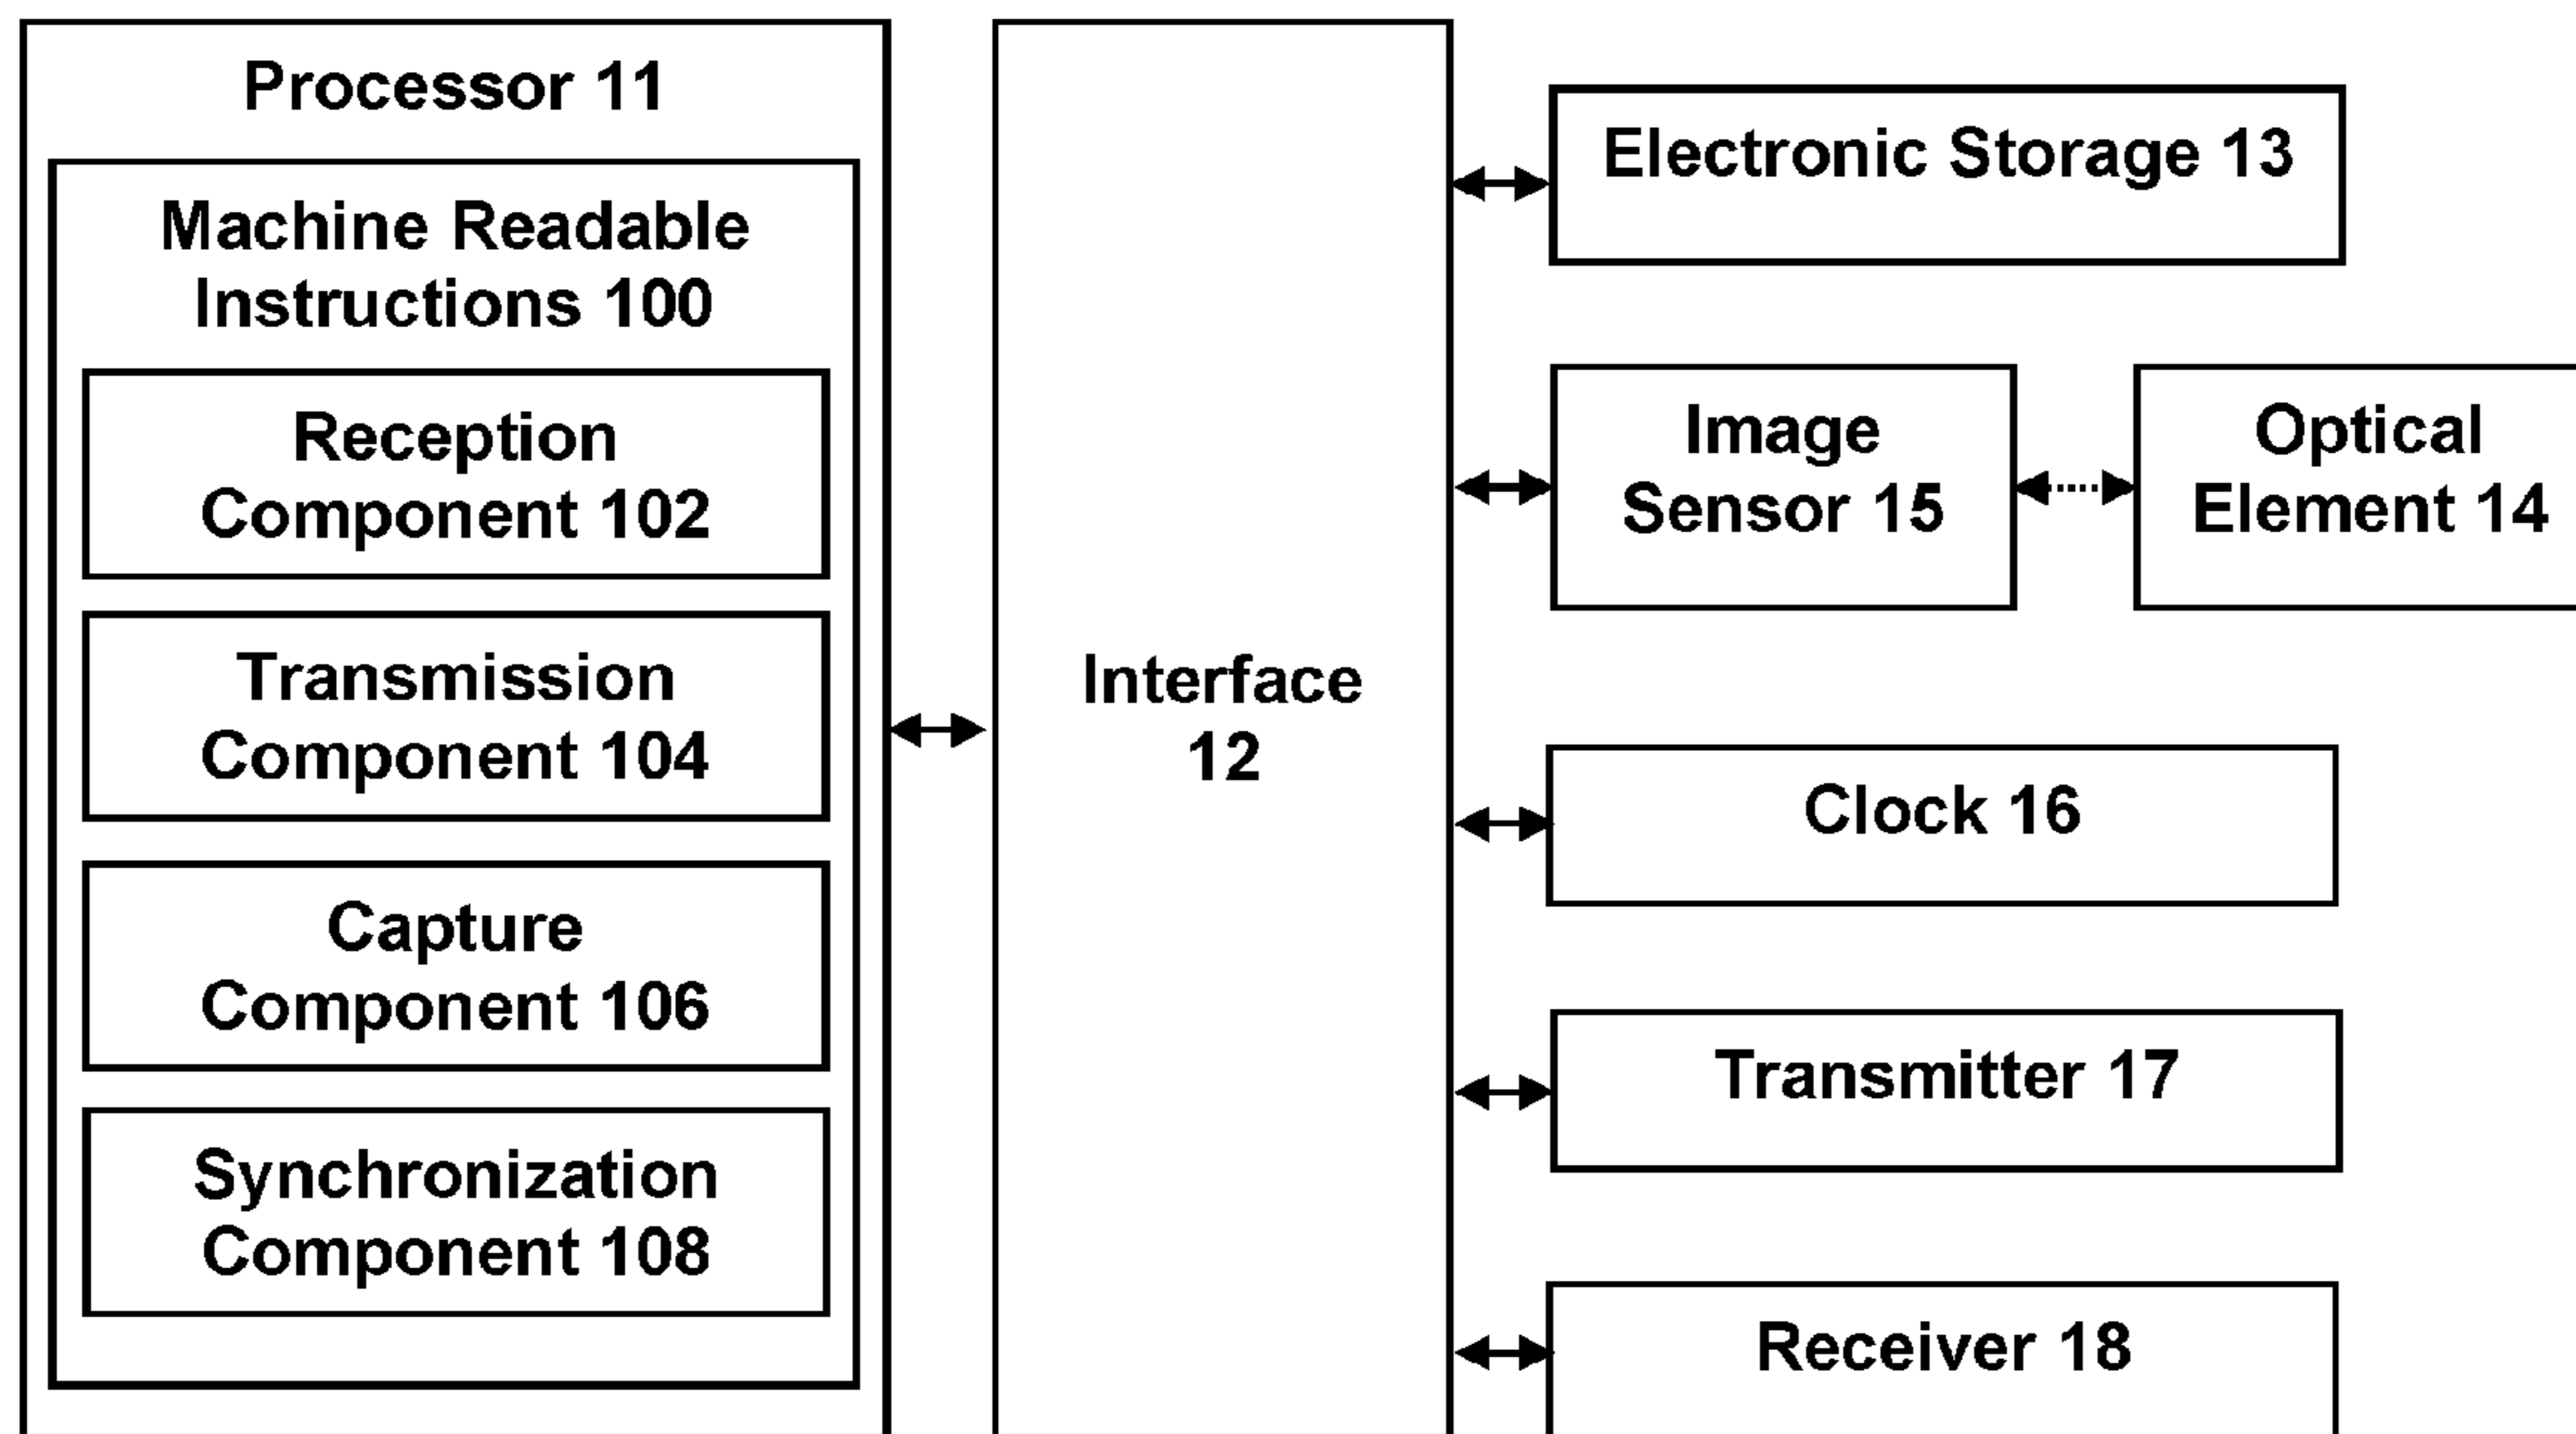 Processor 11
Machine Readable
Instructions 100
Reception
Component 102
Transmission
Component 104
Capture
Component 106
Synchronization
Component 108
Interface
12
Electronic Storage 13
Image
Sensor 15
Optical
Element 14
Clock 16
Transmitter 17
Receiver 18